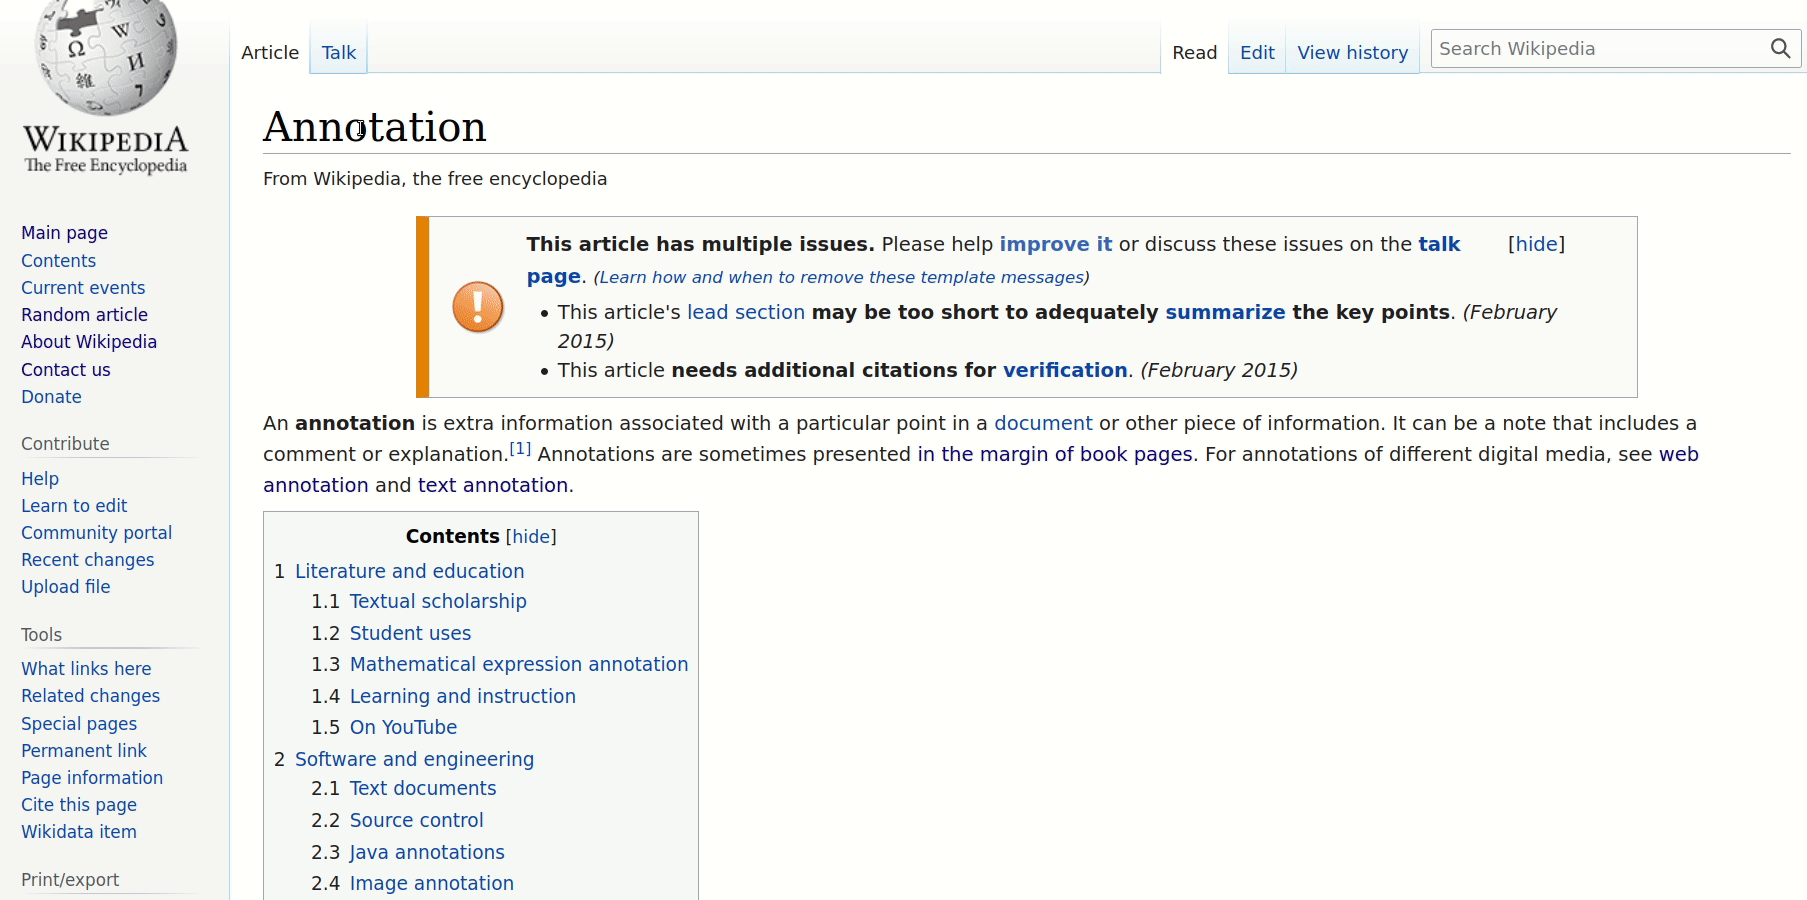 Article
Talk
Read
Edit
View history
Search Wikipedia
WIKIPEDIA
The Free Encyclopedia
Main page
Contents
Current events
Random article
About Wikipedia
Contact us
Donate
Contribute
Help
Learn to edit
Community portal
Recent changes
Upload file
Tools
What links here
Related changes
Special pages
Permanent link
Page information
Cite this page
Wikidata item
Print/export
Annotation
From Wikipedia, the free encyclopedia
This article has multiple issues. Please help improve it or discuss these issues on the talk [hide]
page. (Learn how and when to remove these template messages)
• This article's lead section may be too short to adequately summarize the key points. (February
2015)
• This article needs additional citations for verification. (February 2015)
An annotation is extra information associated with a particular point in a document or other piece of information. It can be a note that includes a
comment or explanation.[1] Annotations are sometimes presented in the margin of book pages. For annotations of different digital media, see web
annotation and text annotation.
Contents [hide]
1 Literature and education
1.1 Textual scholarship
1.2 Student uses
1.3 Mathematical expression annotation
1.4 Learning and instruction
1.5 On YouTube
2 Software and engineering
2.1 Text documents
2.2 Source control
2.3 Java annotations
2.4 Image annotation